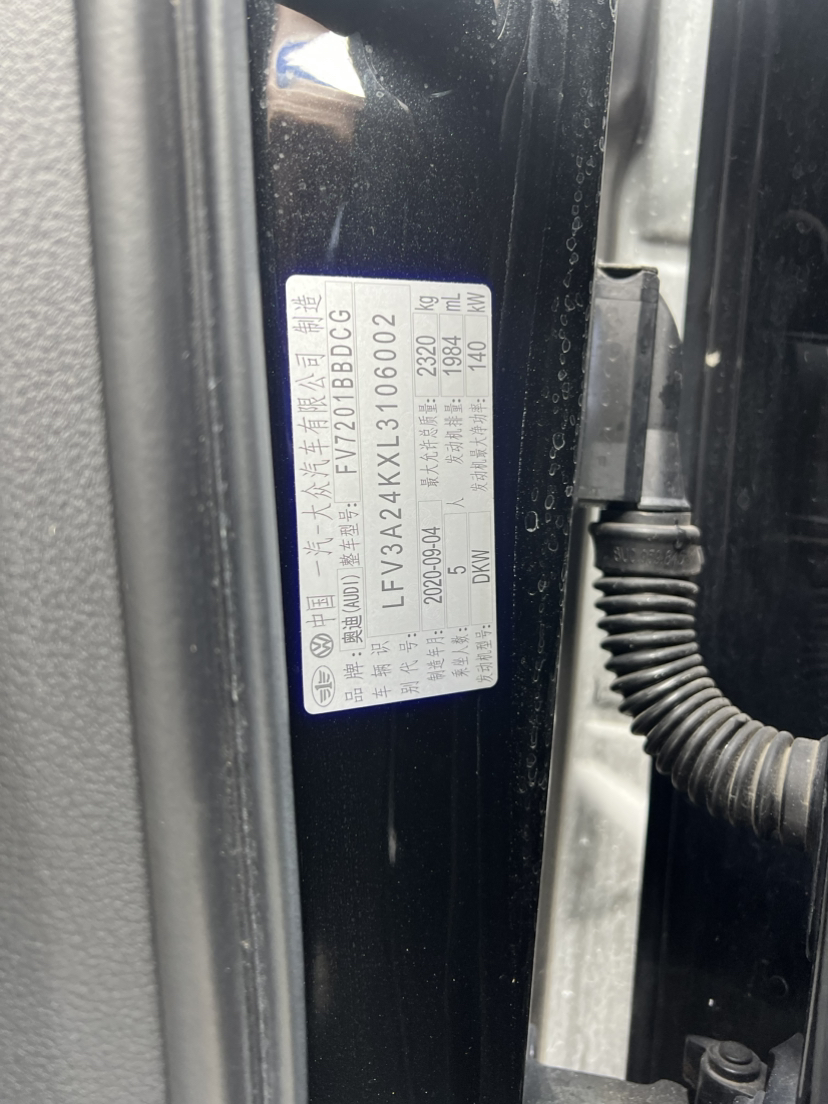 中国 一汽-大众汽车有限公司 制造
品牌: 奥迪(AUDI) 整车型号: FV7201BBDCG
车辆识别代号: LFV3A24KXL3106002
制造年月: 2020-09-04 最大允许总质量: 2320 kg
乘坐人数: 5 人 发动机排量: 1984 mL
发动机型号: DKW 发动机最大净功率: 140 kW